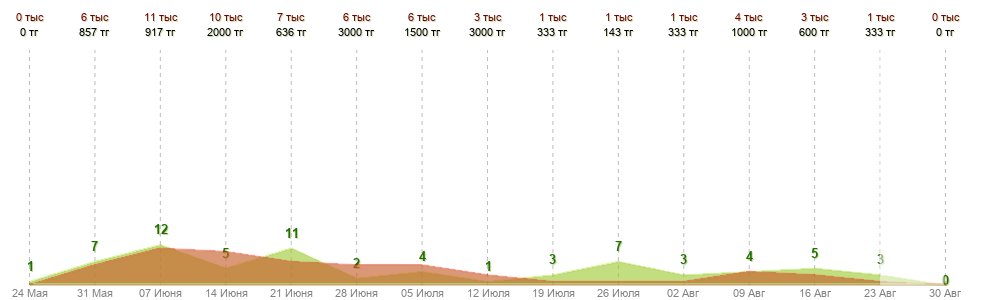 0 тыс 6 тыс 11 тыс 10 тыс 7 тыс 6 тыс 6 тыс 3 тыс 1 тыс 1 тыс 1 тыс 4 тыс 3 тыс 1 тыс 0 тыс
0 тг 857 тг 917 тг 2000 тг 636 тг 3000 тг 1500 тг 3000 тг 333 тг 143 тг 333 тг 1000 тг 600 тг 333 тг 0 тг
1 7 12 5 11 2 4 1 3 7 3 4 5 3 0
24 Мая 31 Мая 07 Июня 14 Июня 21 Июня 28 Июня 05 Июля 12 Июля 19 Июля 26 Июля 02 Авг 09 Авг 16 Авг 23 Авг 30 Авг